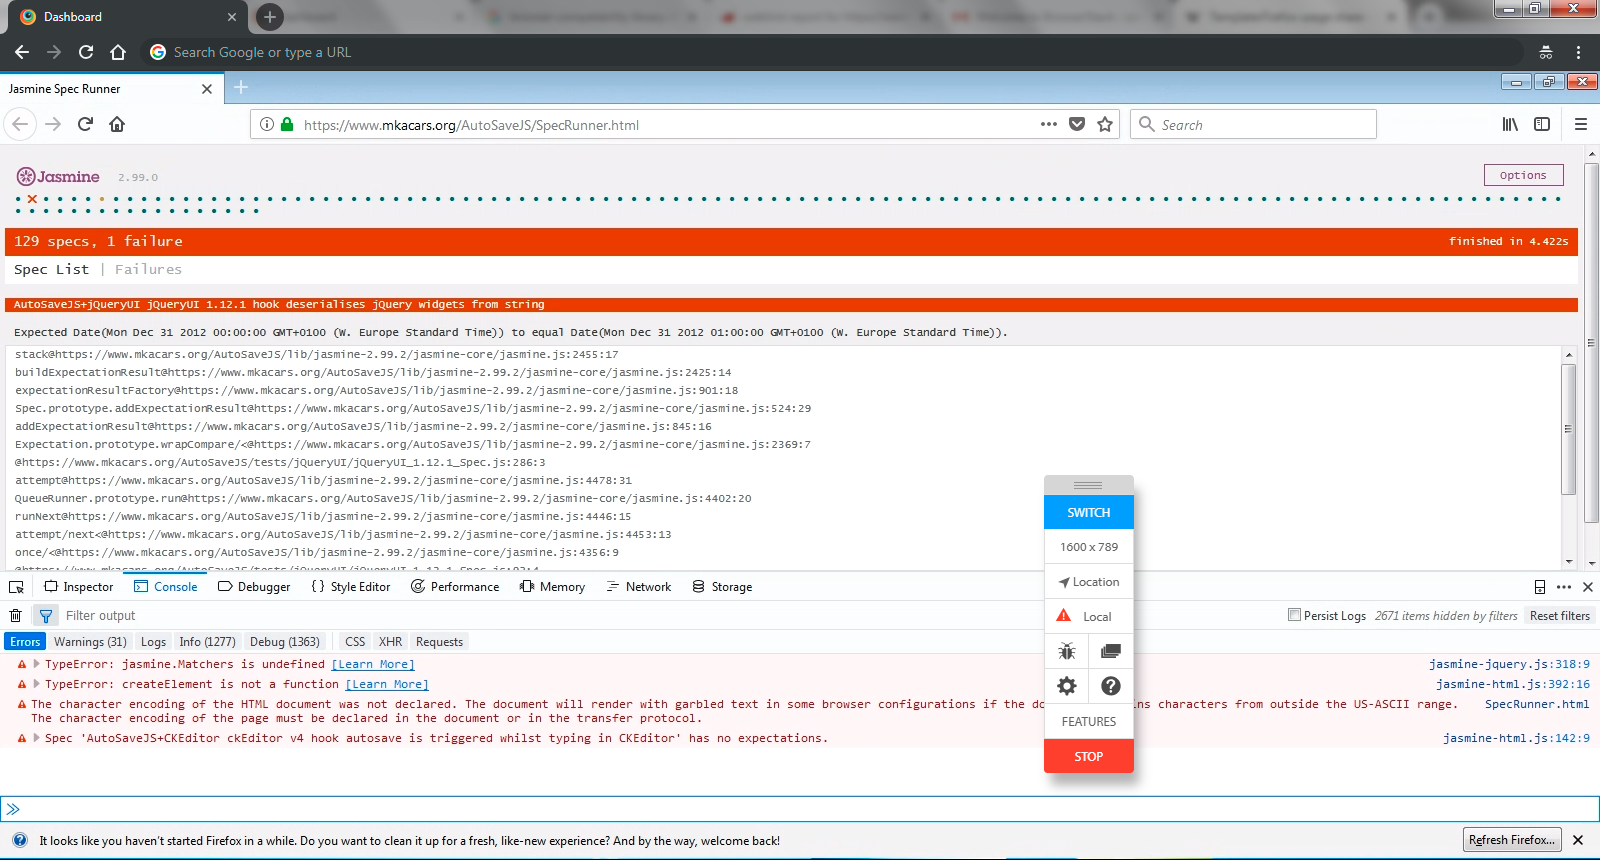 Dashboard
Search Google or type a URL
Jasmine Spec Runner
https://www.mkacars.org/AutoSaveJS/SpecRunner.html
Search
Jasmine 2.99.0
Options
129 specs, 1 failure
finished in 4.422s
Spec List | Failures
AutoSaveJS+jQueryUI jQueryUI 1.12.1 hook deserialises jQuery widgets from string
Expected Date(Mon Dec 31 2012 00:00:00 GMT+0100 (W. Europe Standard Time)) to equal Date(Mon Dec 31 2012 01:00:00 GMT+0100 (W. Europe Standard Time)).
stack@https://www.mkacars.org/AutoSaveJS/lib/jasmine-2.99.2/jasmine-core/jasmine.js:2455:17
buildExpectationResult@https://www.mkacars.org/AutoSaveJS/lib/jasmine-2.99.2/jasmine-core/jasmine.js:2425:14
expectationResultFactory@https://www.mkacars.org/AutoSaveJS/lib/jasmine-2.99.2/jasmine-core/jasmine.js:901:18
Spec.prototype.addExpectationResult@https://www.mkacars.org/AutoSaveJS/lib/jasmine-2.99.2/jasmine-core/jasmine.js:524:29
addExpectationResult@https://www.mkacars.org/AutoSaveJS/lib/jasmine-2.99.2/jasmine-core/jasmine.js:845:16
Expectation.prototype.wrapCompare/<@https://www.mkacars.org/AutoSaveJS/lib/jasmine-2.99.2/jasmine-core/jasmine.js:2369:7
@https://www.mkacars.org/AutoSaveJS/tests/jQueryUI/jQueryUI_1.12.1_Spec.js:286:3
attempt@https://www.mkacars.org/AutoSaveJS/lib/jasmine-2.99.2/jasmine-core/jasmine.js:4478:31
QueueRunner.prototype.run@https://www.mkacars.org/AutoSaveJS/lib/jasmine-2.99.2/jasmine-core/jasmine.js:4402:20
runNext@https://www.mkacars.org/AutoSaveJS/lib/jasmine-2.99.2/jasmine-core/jasmine.js:4446:15
attempt/next<@https://www.mkacars.org/AutoSaveJS/lib/jasmine-2.99.2/jasmine-core/jasmine.js:4453:13
once/<@https://www.mkacars.org/AutoSaveJS/lib/jasmine-2.99.2/jasmine-core/jasmine.js:4356:9
SWITCH
1600 x 789
Location
Local
FEATURES
STOP
Inspector Console Debugger { } Style Editor Performance Memory Network Storage
Filter output
Persist Logs 2671 items hidden by filters Reset filters
Errors Warnings (31) Logs Info (1277) Debug (1363) CSS XHR Requests
TypeError: jasmine.Matchers is undefined [Learn More] jasmine-jquery.js:318:9
TypeError: createElement is not a function [Learn More] jasmine-html.js:392:16
The character encoding of the HTML document was not declared. The document will render with garbled text in some browser configurations if the characters from outside the US-ASCII range. SpecRunner.html
The character encoding of the page must be declared in the document or in the transfer protocol.
Spec 'AutoSaveJS+CKEditor ckEditor v4 hook autosave is triggered whilst typing in CKEditor' has no expectations. jasmine-html.js:142:9
It looks like you haven't started Firefox in a while. Do you want to clean it up for a fresh, like-new experience? And by the way, welcome back!
Refresh Firefox...